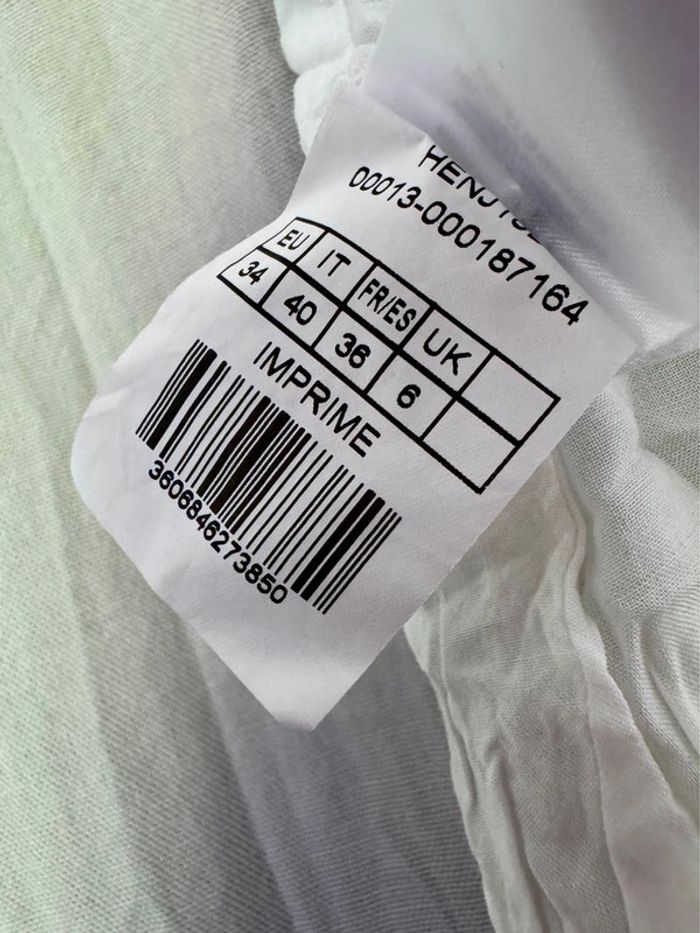 00013-000187164
EU IT FR/ES UK
34 40 36 6
IMPRIME
3606846273850